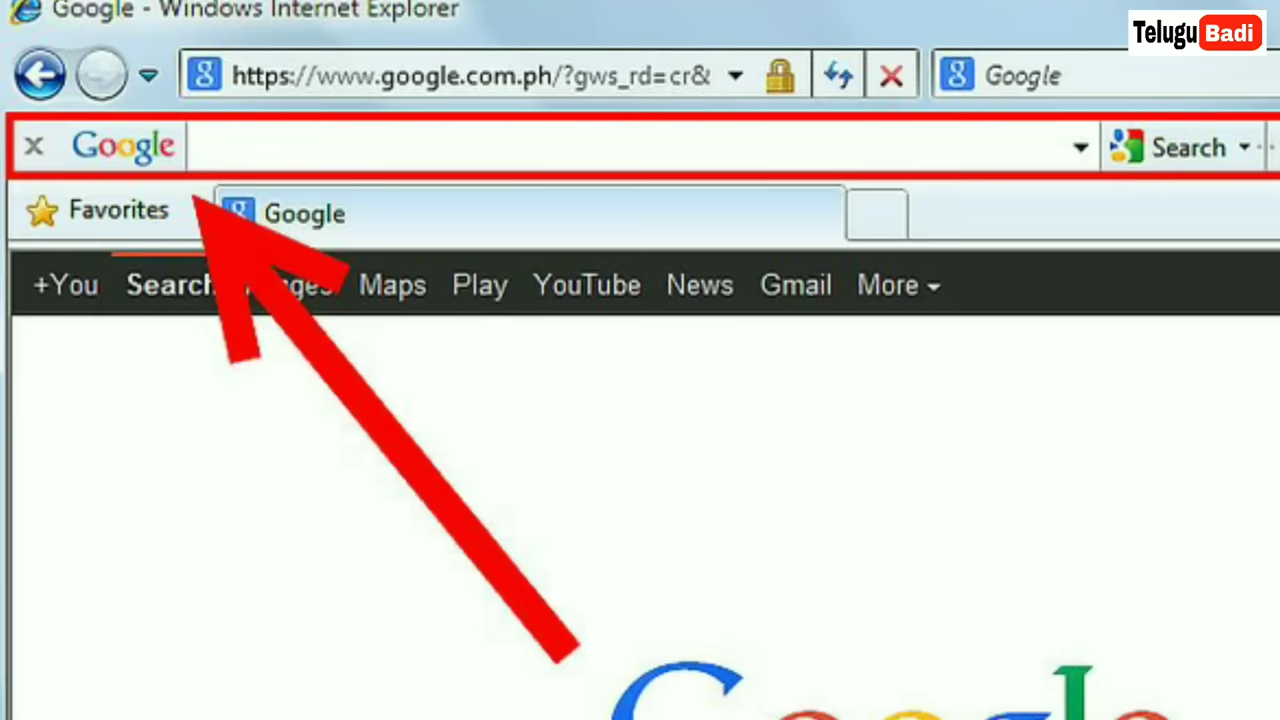 Google - Windows Internet Explorer
Telugu Badi
https://www.google.com.ph/?gws_rd=cr&
Google
X Google
Search
Favorites
Google
+You Search Maps Play YouTube News Gmail More